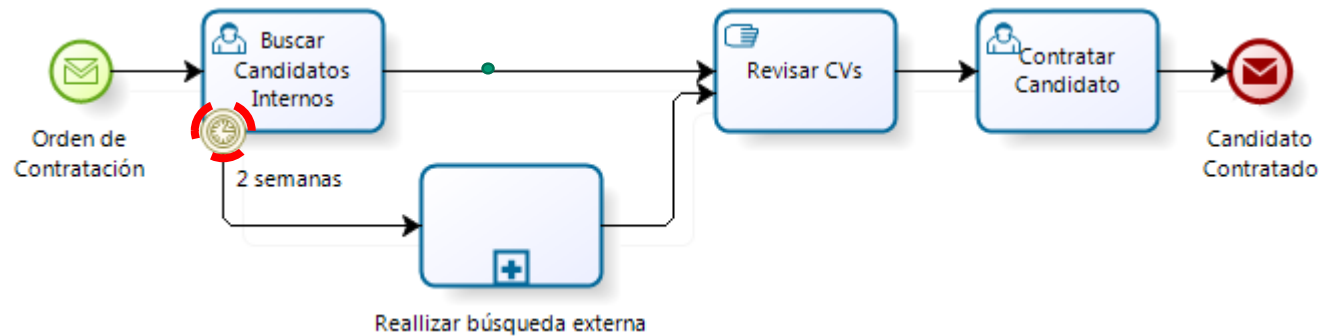 Orden de
Contratación
Buscar
Candidatos
Internos
2 semanas
Reallizar búsqueda externa
Revisar CVs
Contratar
Candidato
Candidato
Contratado